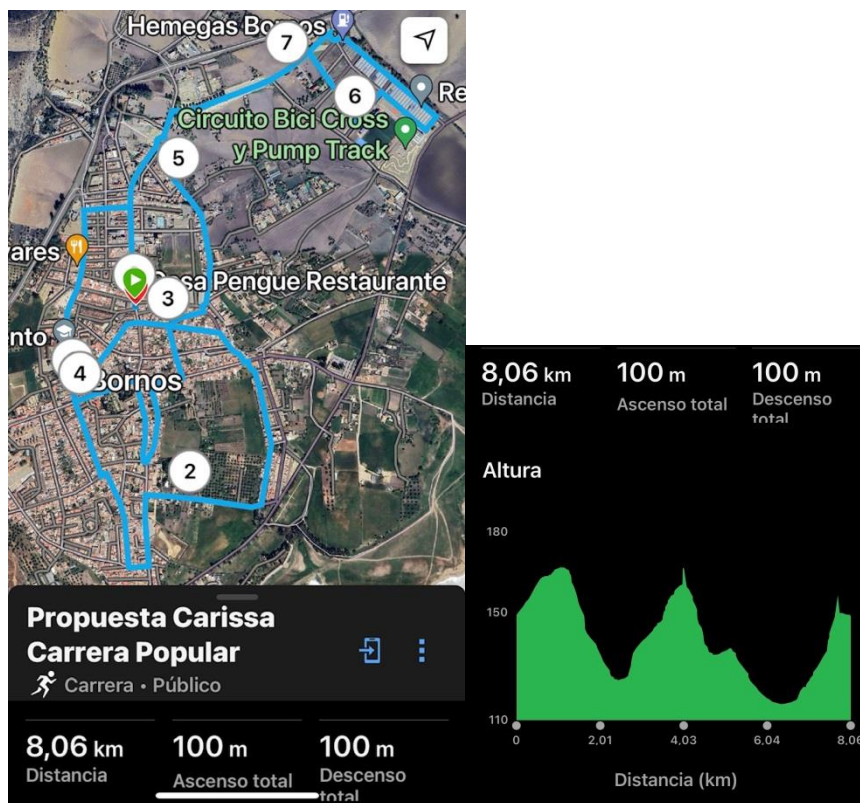 Hemegas Bornos
7
Re
6
Circuito Bici Cross
y Pump Track
5
vares
Casa Pengue Restaurante
3
nto
4
Bornos
2
Propuesta Carissa
Carrera Popular
Carrera • Público
8,06 km
Distancia
100 m
Ascenso total
100 m
Descenso
total
8,06 km
Distancia
100 m
Ascenso total
100 m
Descenso
total
Altura
180
150
110
0
2,01
4,03
6,04
8,06
Distancia (km)